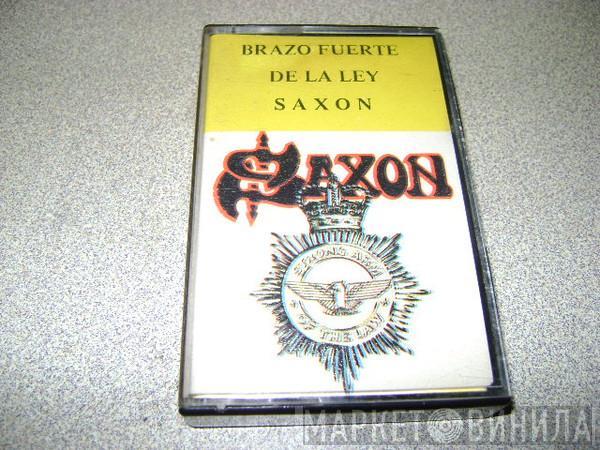 BRAZO FUERTE
DE LA LEY
SAXON
SAXON
STRONG ARM
OF THE LAW
МАРКЕТ ВИНИЛА